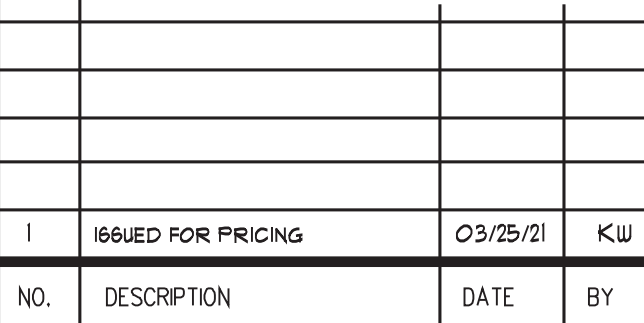 1 ISSUED FOR PRICING 03/25/21 KW
NO. DESCRIPTION DATE BY